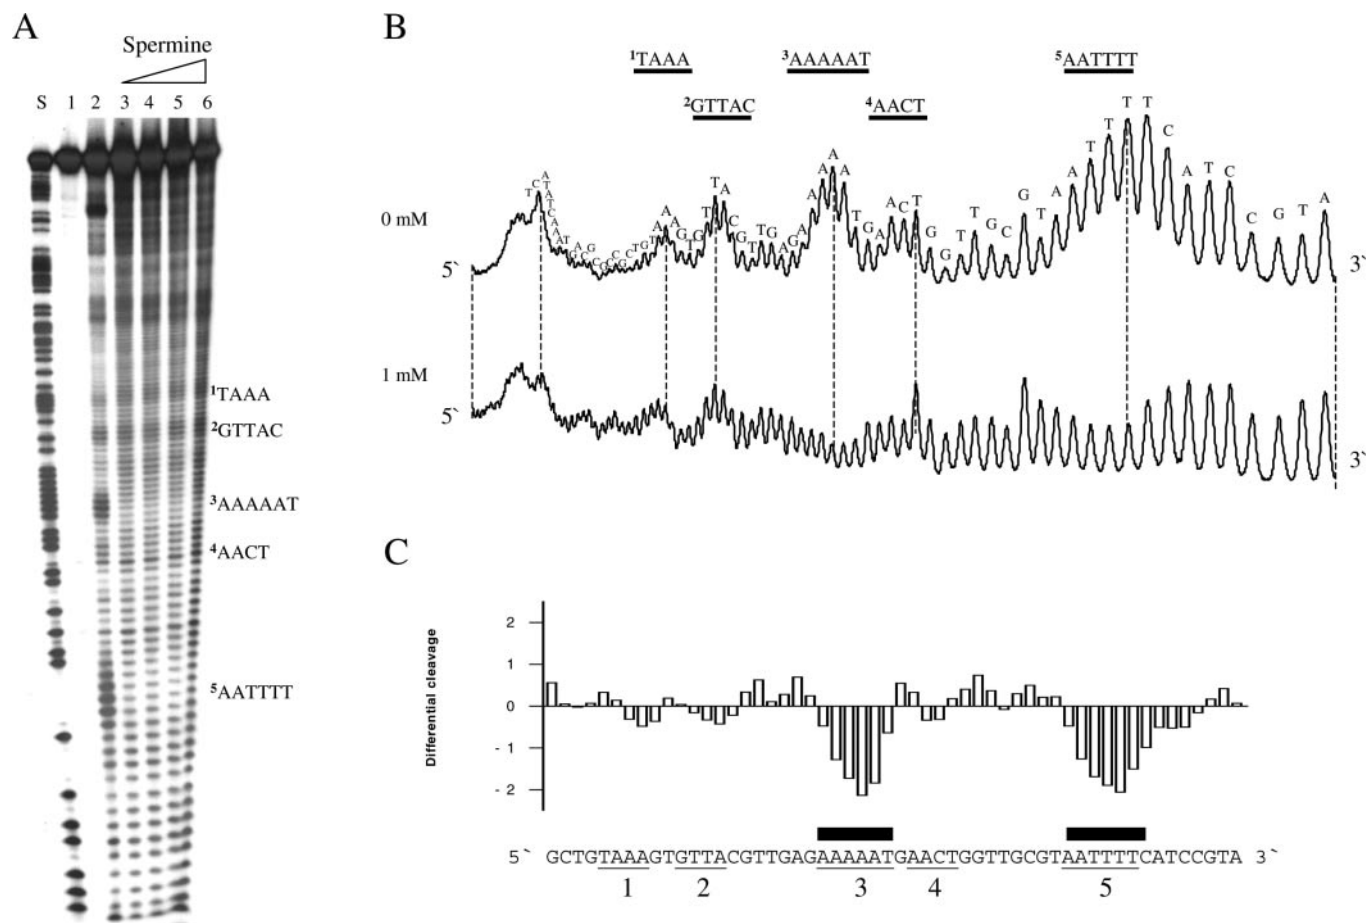 A
Spermine
S 1 2 3 4 5 6
¹TAAA
²GTTAC
³AAAAAT
⁴AACT
⁵AATTTT
B
¹TAAA ³AAAAAT ⁵AATTTT
²GTTAC ⁴AACT
T C A T A T C A A T A
C T G T A A A G T G T T A C G T T G A G A A A A A T G A A C T G G T T G C G T A A T T T T C A T C C G T A
0 mM
5` 3`
1 mM
5` 3`
C
Differential cleavage
2
1
0
- 1
- 2
5` GCTGTAAAGTGTTACGTTGAGAAAAATGAACTGGTTGCGTAATTTTCATCCGTA 3`
1 2 3 4 5